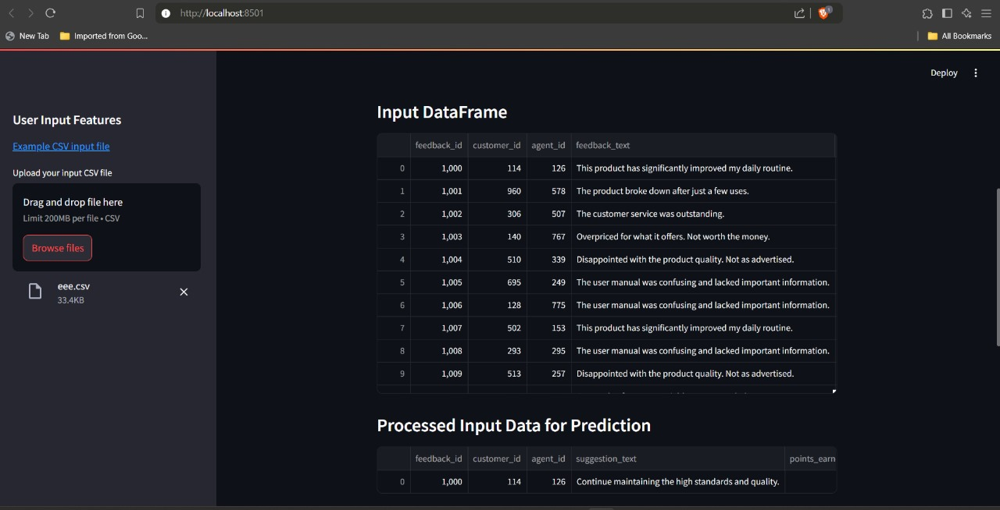 http://localhost:8501
New Tab
Imported from Goo...
All Bookmarks
Deploy
User Input Features
Example CSV input file
Upload your input CSV file
Drag and drop file here
Limit 200MB per file • CSV
Browse files
eee.csv
33.4KB
Input DataFrame
feedback_id customer_id agent_id feedback_text
0 1,000 114 126 This product has significantly improved my daily routine.
1 1,001 960 578 The product broke down after just a few uses.
2 1,002 306 507 The customer service was outstanding.
3 1,003 140 767 Overpriced for what it offers. Not worth the money.
4 1,004 510 339 Disappointed with the product quality. Not as advertised.
5 1,005 695 249 The user manual was confusing and lacked important information.
6 1,006 128 775 The user manual was confusing and lacked important information.
7 1,007 502 153 This product has significantly improved my daily routine.
8 1,008 293 295 The user manual was confusing and lacked important information.
9 1,009 513 257 Disappointed with the product quality. Not as advertised.
Processed Input Data for Prediction
feedback_id customer_id agent_id suggestion_text points_earn
0 1,000 114 126 Continue maintaining the high standards and quality.